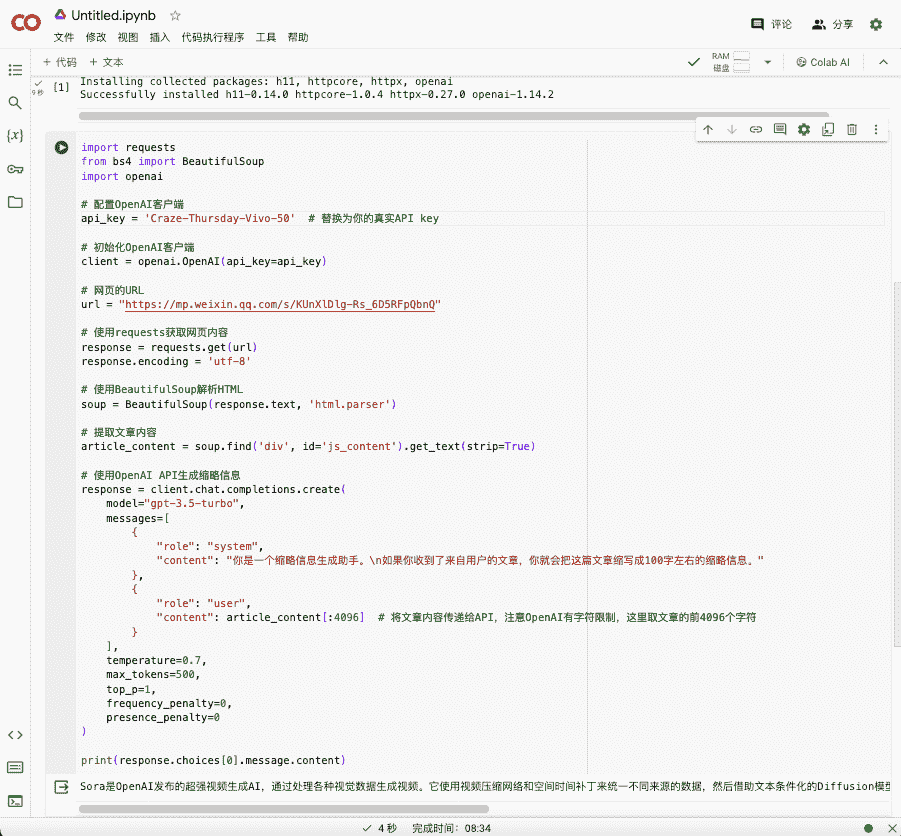 CO Untitled.ipynb
文件 修改 视图 插入 代码执行程序 工具 帮助
评论 分享
+ 代码 + 文本
RAM
磁盘
Colab AI
[1]
9 秒
Installing collected packages: h11, httpcore, httpx, openai
Successfully installed h11-0.14.0 httpcore-1.0.4 httpx-0.27.0 openai-1.14.2
{x}
import requests
from bs4 import BeautifulSoup
import openai
# 配置OpenAI客户端
api_key = 'Craze-Thursday-Vivo-50'  # 替换为你的真实API key
# 初始化OpenAI客户端
client = openai.OpenAI(api_key=api_key)
# 网页的URL
url = "https://mp.weixin.qq.com/s/KUnXlDlg-Rs_6D5RFpQbnQ"
# 使用requests获取网页内容
response = requests.get(url)
response.encoding = 'utf-8'
# 使用BeautifulSoup解析HTML
soup = BeautifulSoup(response.text, 'html.parser')
# 提取文章内容
article_content = soup.find('div', id='js_content').get_text(strip=True)
# 使用OpenAI API生成缩略信息
response = client.chat.completions.create(
model="gpt-3.5-turbo",
messages=[
{
"role": "system",
"content": "你是一个缩略信息生成助手。\n如果你收到了来自用户的文章，你就会把这篇文章缩写成100字左右的缩略信息。"
},
{
"role": "user",
"content": article_content[:4096]  # 将文章内容传递给API，注意OpenAI有字符限制，这里取文章的前4096个字符
}
],
temperature=0.7,
max_tokens=500,
top_p=1,
frequency_penalty=0,
presence_penalty=0
)
print(response.choices[0].message.content)
Sora是OpenAI发布的超强视频生成AI，通过处理各种视觉数据生成视频。它使用视频压缩网络和空间时间补丁来统一不同来源的数据，然后借助文本条件化的Diffusion模型
4 秒 完成时间：08:34